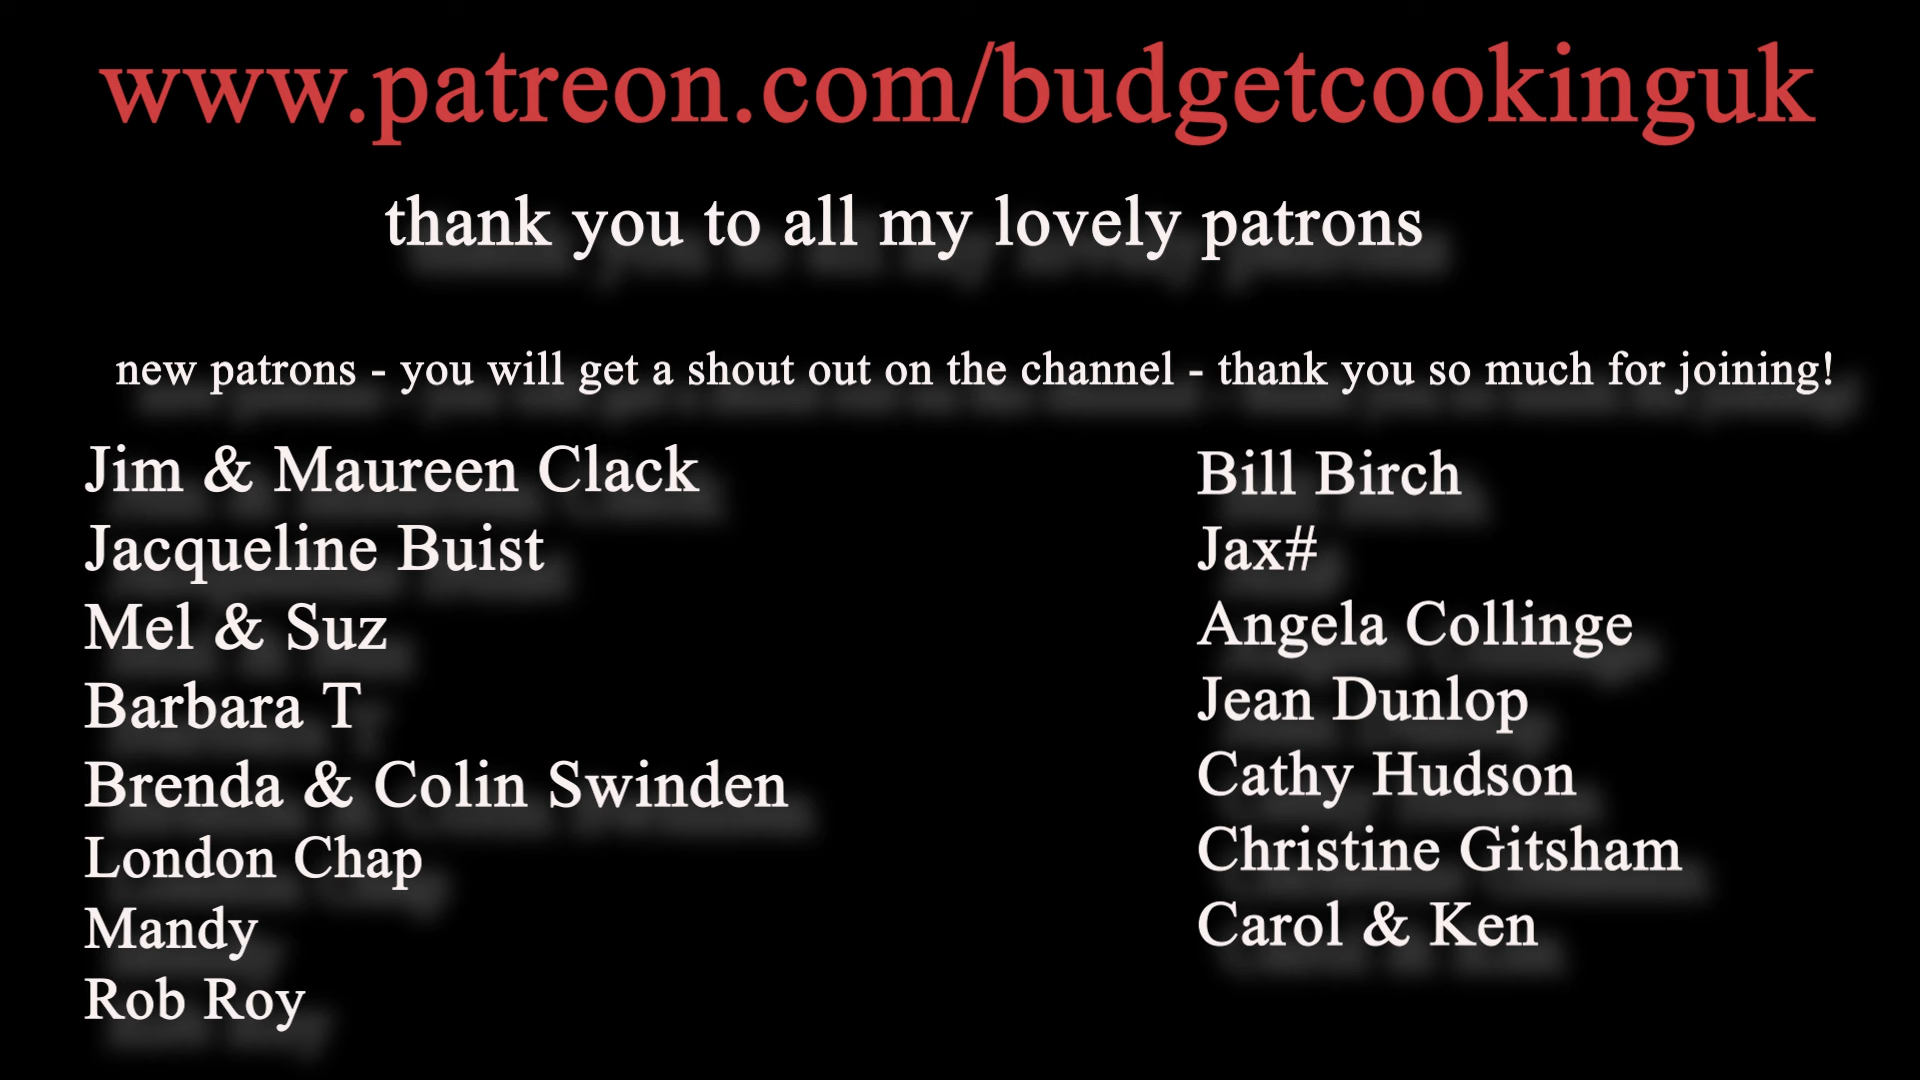 www.patreon.com/budgetcookinguk
thank you to all my lovely patrons
new patrons - you will get a shout out on the channel - thank you so much for joining!
Jim & Maureen Clack
Jacqueline Buist
Mel & Suz
Barbara T
Brenda & Colin Swinden
London Chap
Mandy
Rob Roy
Bill Birch
Jax#
Angela Collinge
Jean Dunlop
Cathy Hudson
Christine Gitsham
Carol & Ken